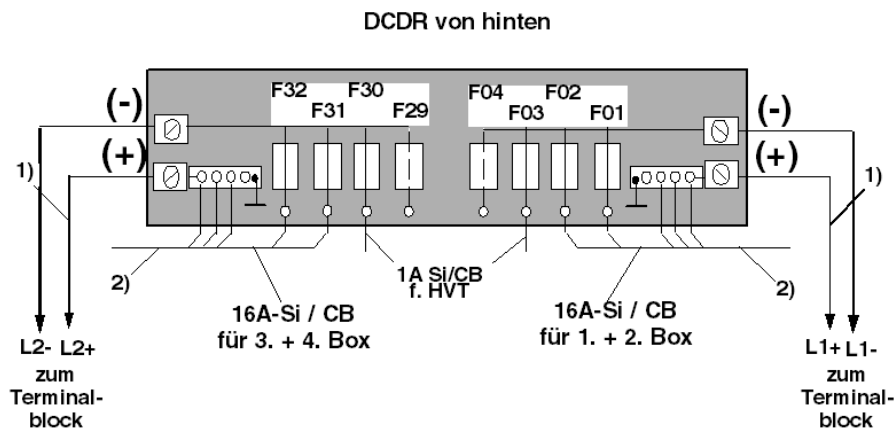 DCDR von hinten
F32 F30 F04 F02
F31 F29 F03 F01
(-) (-)
(+) (+)
1) 1)
2) 2)
1A Si/CB
f. HVT
16A-Si / CB
für 3. + 4. Box
16A-Si / CB
für 1. + 2. Box
L2- L2+
zum
Terminal-
block
L1+ L1-
zum
Terminal-
block